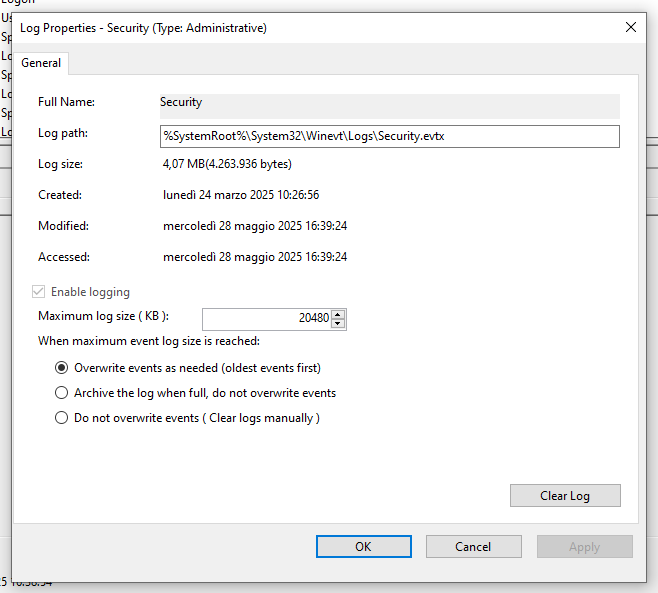 Logon
Log Properties - Security (Type: Administrative)
General
Full Name:
Security
Log path:
%SystemRoot%\System32\Winevt\Logs\Security.evtx
Log size:
4,07 MB(4.263.936 bytes)
Created:
lunedì 24 marzo 2025 10:26:56
Modified:
mercoledì 28 maggio 2025 16:39:24
Accessed:
mercoledì 28 maggio 2025 16:39:24
Enable logging
Maximum log size ( KB ):
20480
When maximum event log size is reached:
Overwrite events as needed (oldest events first)
Archive the log when full, do not overwrite events
Do not overwrite events ( Clear logs manually )
Clear Log
OK
Cancel
Apply